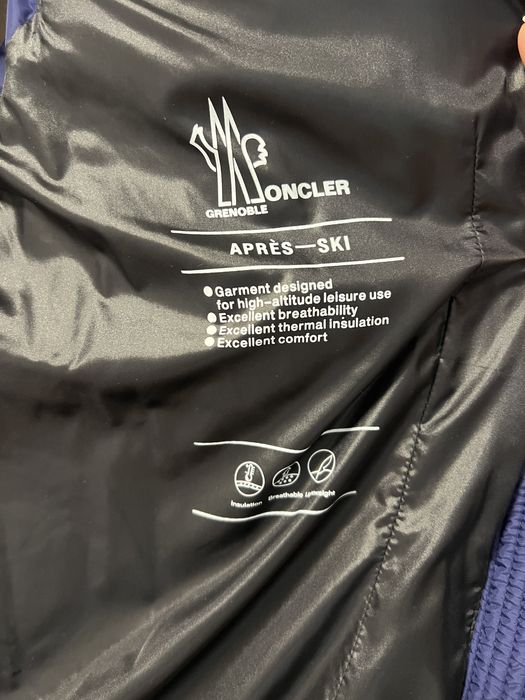 MONCLER
GRENOBLE
APRÈS—SKI
Garment designed
for high-altitude leisure use
Excellent breathability
Excellent thermal insulation
Excellent comfort
Insulation Breathable Lightweight